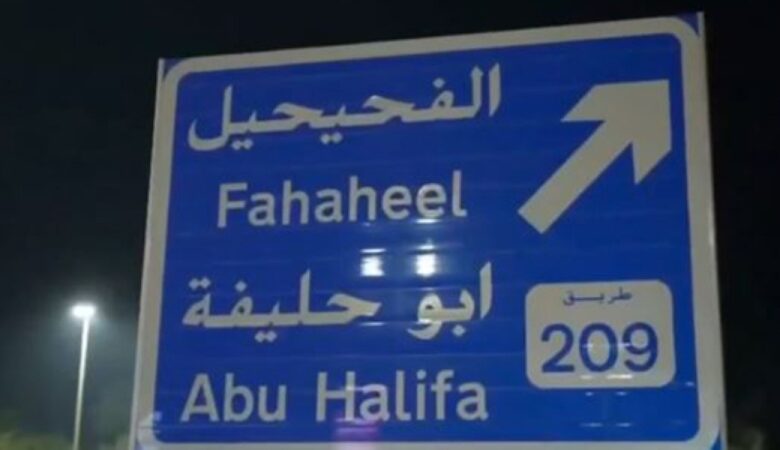 الفحيحيل
Fahaheel
ابو حليفة
Abu Halifa
طريق
209